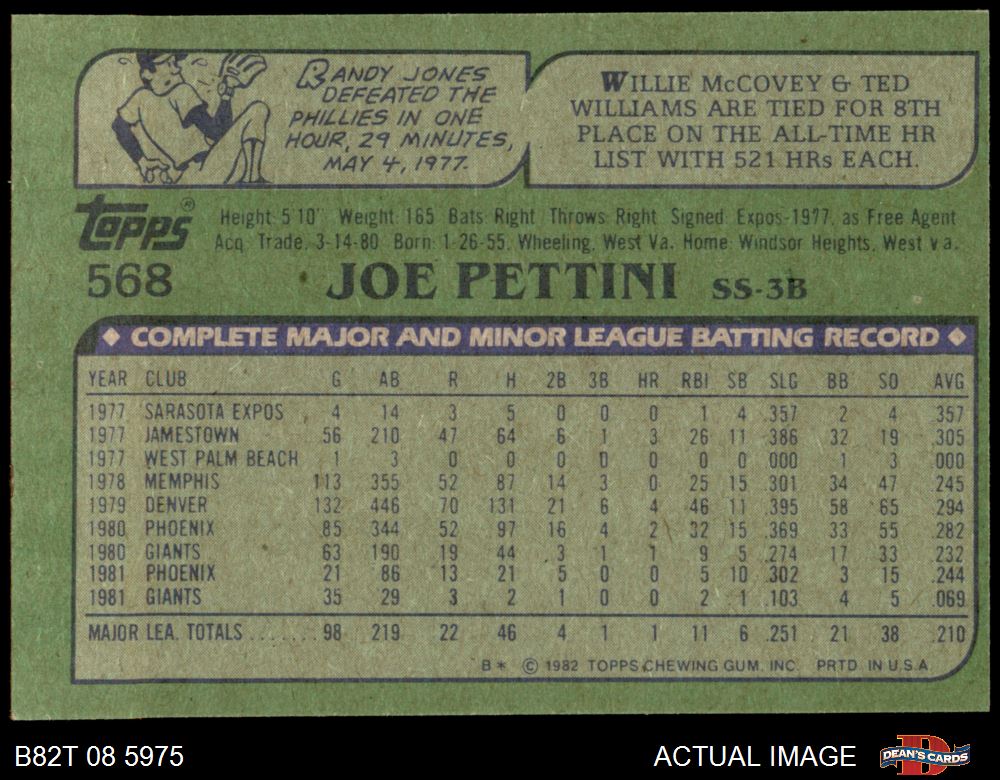 RANDY JONES
DEFEATED THE
PHILLIES IN ONE
HOUR, 29 MINUTES,
MAY 4, 1977.
WILLIE McCOVEY & TED
WILLIAMS ARE TIED FOR 8TH
PLACE ON THE ALL-TIME HR
LIST WITH 521 HRs EACH.
TOPPS®
568
Height: 5'10" Weight: 165 Bats: Right Throws: Right Signed: Expos-1977, as Free Agent
Acq: Trade, 3-14-80 Born: 1-26-55, Wheeling, West Va. Home: Windsor Heights, West Va.
JOE PETTINI SS-3B
◆ COMPLETE MAJOR AND MINOR LEAGUE BATTING RECORD ◆
YEAR CLUB G AB R H 2B 3B HR RBI SB SLG BB SO AVG
1977 SARASOTA EXPOS 4 14 3 5 0 0 0 1 4 .357 2 4 .357
1977 JAMESTOWN 56 210 47 64 6 1 3 26 11 .386 32 19 .305
1977 WEST PALM BEACH 1 3 0 0 0 0 0 0 0 .000 1 3 .000
1978 MEMPHIS 113 355 52 87 14 3 0 25 15 .301 34 47 .245
1979 DENVER 132 446 70 131 21 6 4 46 11 .395 58 65 .294
1980 PHOENIX 85 344 52 97 16 4 2 32 15 .369 33 55 .282
1980 GIANTS 63 190 19 44 3 1 1 9 5 .274 17 33 .232
1981 PHOENIX 21 86 13 21 5 0 0 5 10 .302 3 15 .244
1981 GIANTS 35 29 3 2 1 0 0 2 1 .103 4 5 .069
MAJOR LEA. TOTALS ....... 98 219 22 46 4 1 1 11 6 .251 21 38 .210
B* © 1982 TOPPS CHEWING GUM, INC. PRTD. IN U.S.A.
B82T 08 5975
ACTUAL IMAGE
DEAN'S CARDS